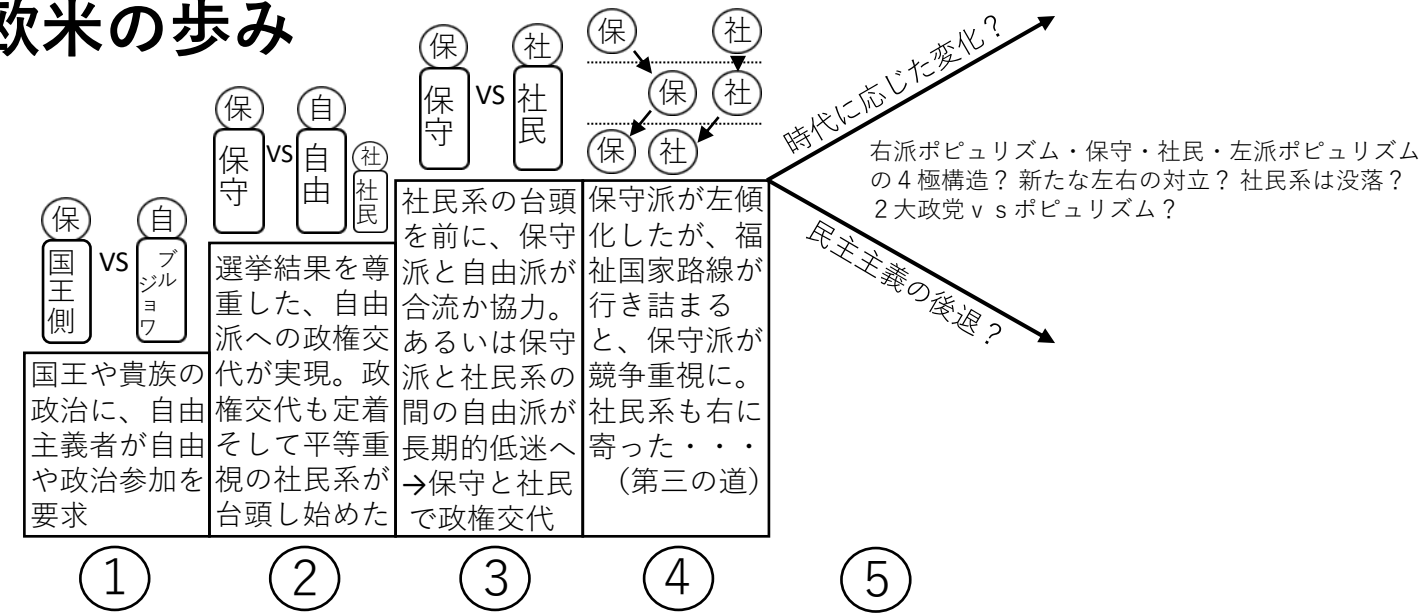 欧米の歩み
保
国王側
VS
自
ブルジョワ
国王や貴族の
政治に、自由
主義者が自由
や政治参加を
要求
①
保
保守
VS
自
自由
社
社民
選挙結果を尊
重した、自由
派への政権交
代が実現。政
権交代も定着
そして平等重
視の社民系が
台頭し始めた
②
保
保守
VS
社
社民
社民系の台頭
を前に、保守
派と自由派が
合流か協力。
あるいは保守
派と社民系の
間の自由派が
長期的低迷へ
→保守と社民
で政権交代
③
保
社
保
社
保
社
保守派が左傾
化したが、福
祉国家路線が
行き詰まる
と、保守派が
競争重視に。
社民系も右に
寄った・・・
(第三の道)
④
時代に応じた変化？
右派ポピュリズム・保守・社民・左派ポピュリズム
の４極構造？ 新たな左右の対立？ 社民系は没落？
２大政党ｖｓポピュリズム？
民主主義の後退？
⑤